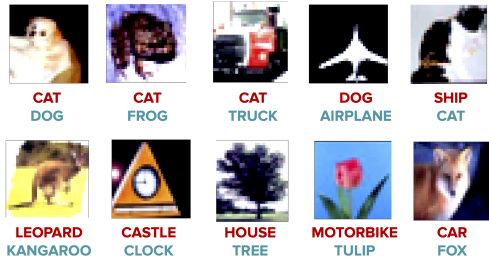 CAT CAT CAT DOG SHIP
DOG FROG TRUCK AIRPLANE CAT
LEOPARD CASTLE HOUSE MOTORBIKE CAR
KANGAROO CLOCK TREE TULIP FOX